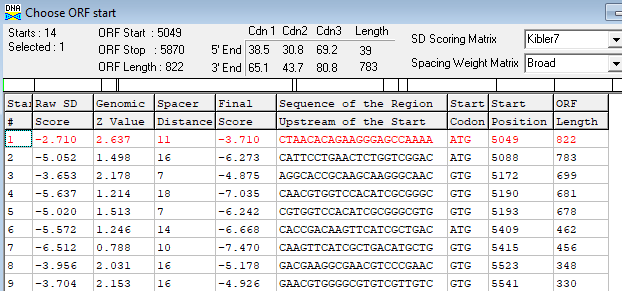 DNA Choose ORF start
Starts : 14 ORF Start : 5049 Cdn 1 Cdn2 Cdn3 Length SD Scoring Matrix Kibler7
Selected : 1 ORF Stop : 5870 5' End 38.5 30.8 69.2 39
ORF Length : 822 3' End 65.1 43.7 80.8 783 Spacing Weight Matrix Broad
Star Raw SD Genomic Spacer Final Sequence of the Region Start Start ORF
# Score Z Value Distance Score Upstream of the Start Codon Position Length
1 -2.710 2.637 11 -3.710 CTAACACAGAAGGGAGCCAAAA ATG 5049 822
2 -5.052 1.498 16 -6.273 CATTCCTGAACTCTGGTCGGAC ATG 5088 783
3 -3.653 2.178 7 -4.875 AGGCACCGCAAGCAAGGGCAAC GTG 5172 699
4 -5.637 1.214 18 -7.035 CAACGTGGTCCACATCGCGGGC GTG 5190 681
5 -5.020 1.513 7 -6.242 CGTGGTCCACATCGCGGGCGTG GTG 5193 678
6 -5.572 1.246 14 -6.668 CACCGACAAGTTCATCGCTGAC ATG 5409 462
7 -6.512 0.788 10 -7.470 CAAGTTCATCGCTGACATGCTG GTG 5415 456
8 -3.956 2.031 16 -5.178 GACGAAGGCGAACGTCCCGAAC GTG 5523 348
9 -3.704 2.153 16 -4.926 GAACGTGGGGCGTGTCGTTGTC GTG 5541 330